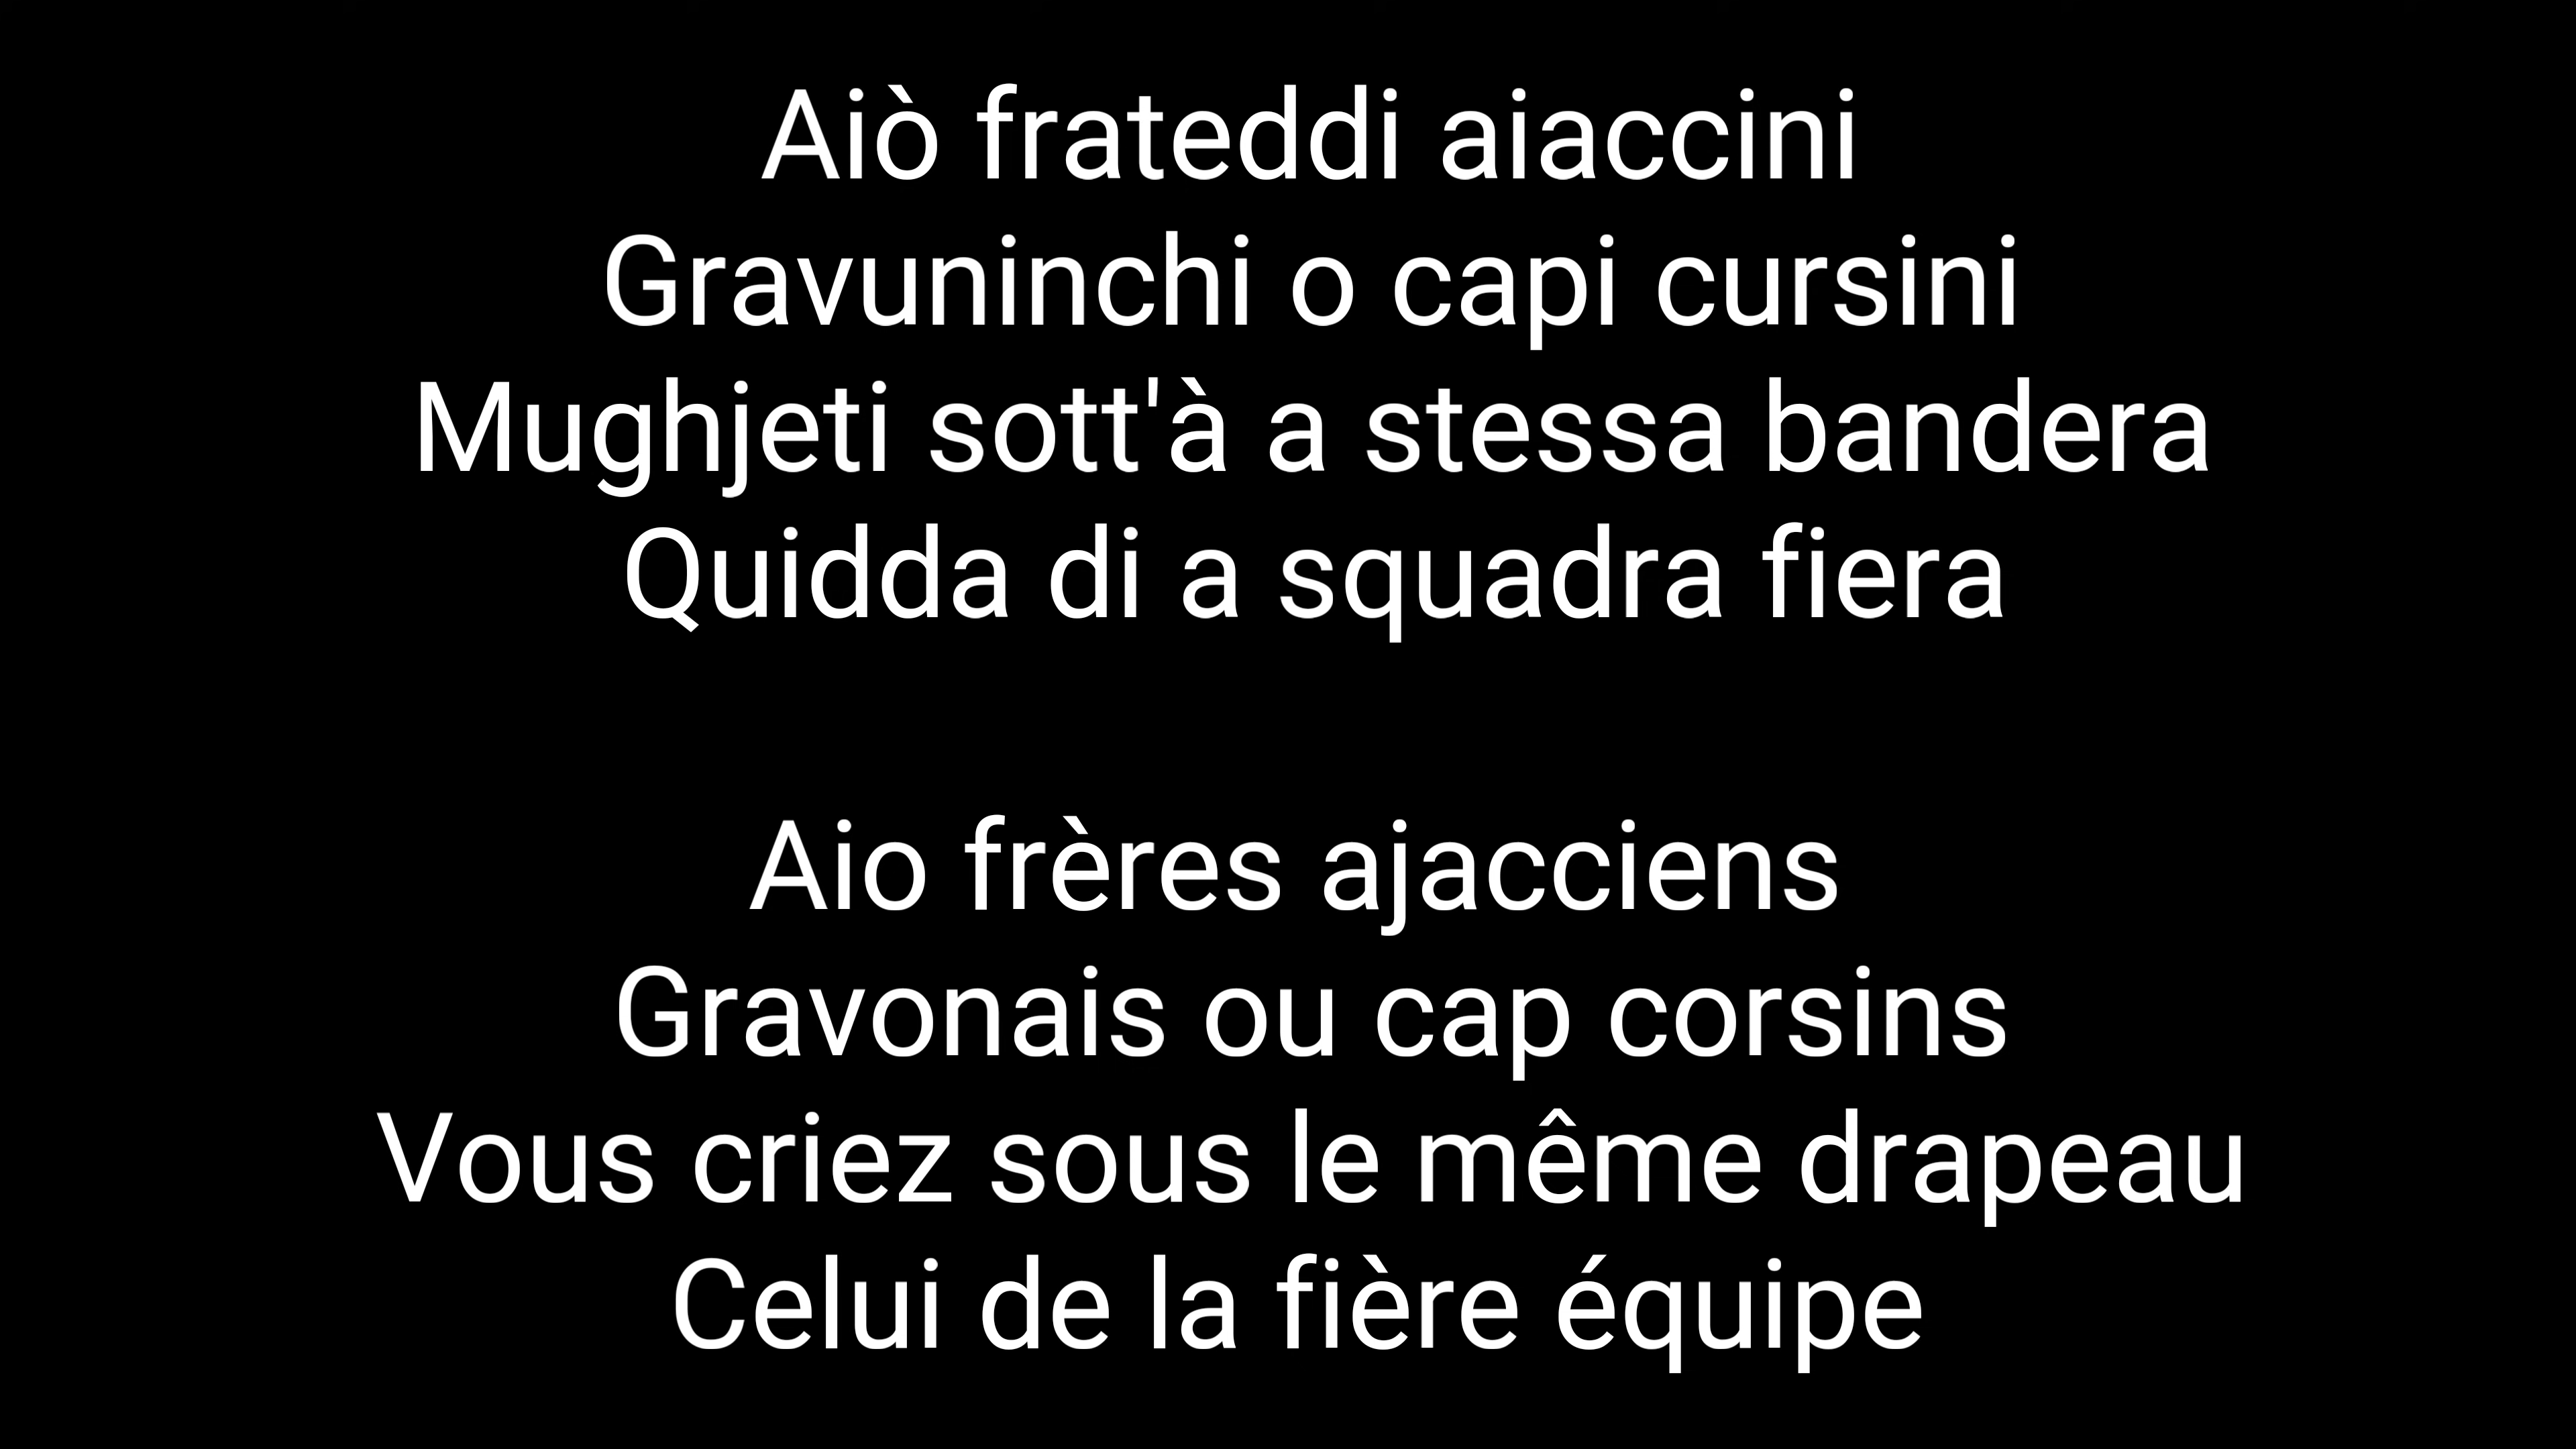 Aiò frateddi aiaccini
Gravuninchi o capi cursini
Mughjeti sott'à a stessa bandera
Quidda di a squadra fiera
Aio frères ajacciens
Gravonais ou cap corsins
Vous criez sous le même drapeau
Celui de la fière équipe